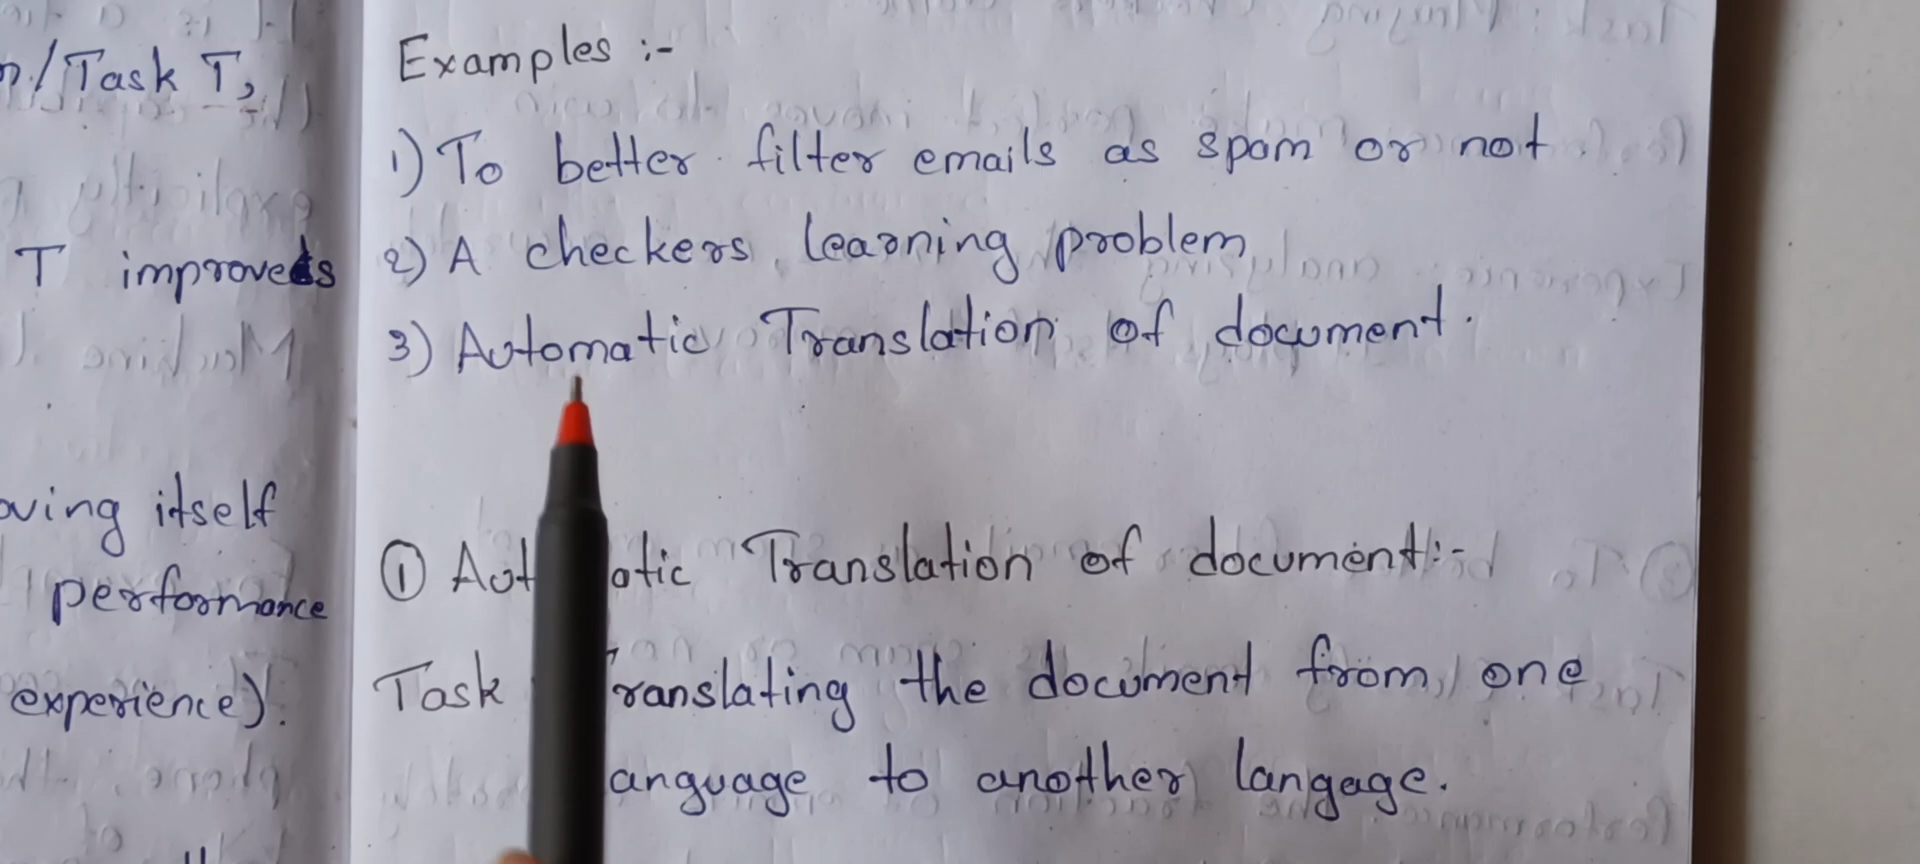 n/Task T,
T improves
ving itself
performance
experience).
Examples :-
1) To better filter emails as spam or not.
2) A checkers learning problem
3) Automatic Translation of document.
① Aut otic Translation of document:-
Task ranslating the document from one
anguage to another langage.